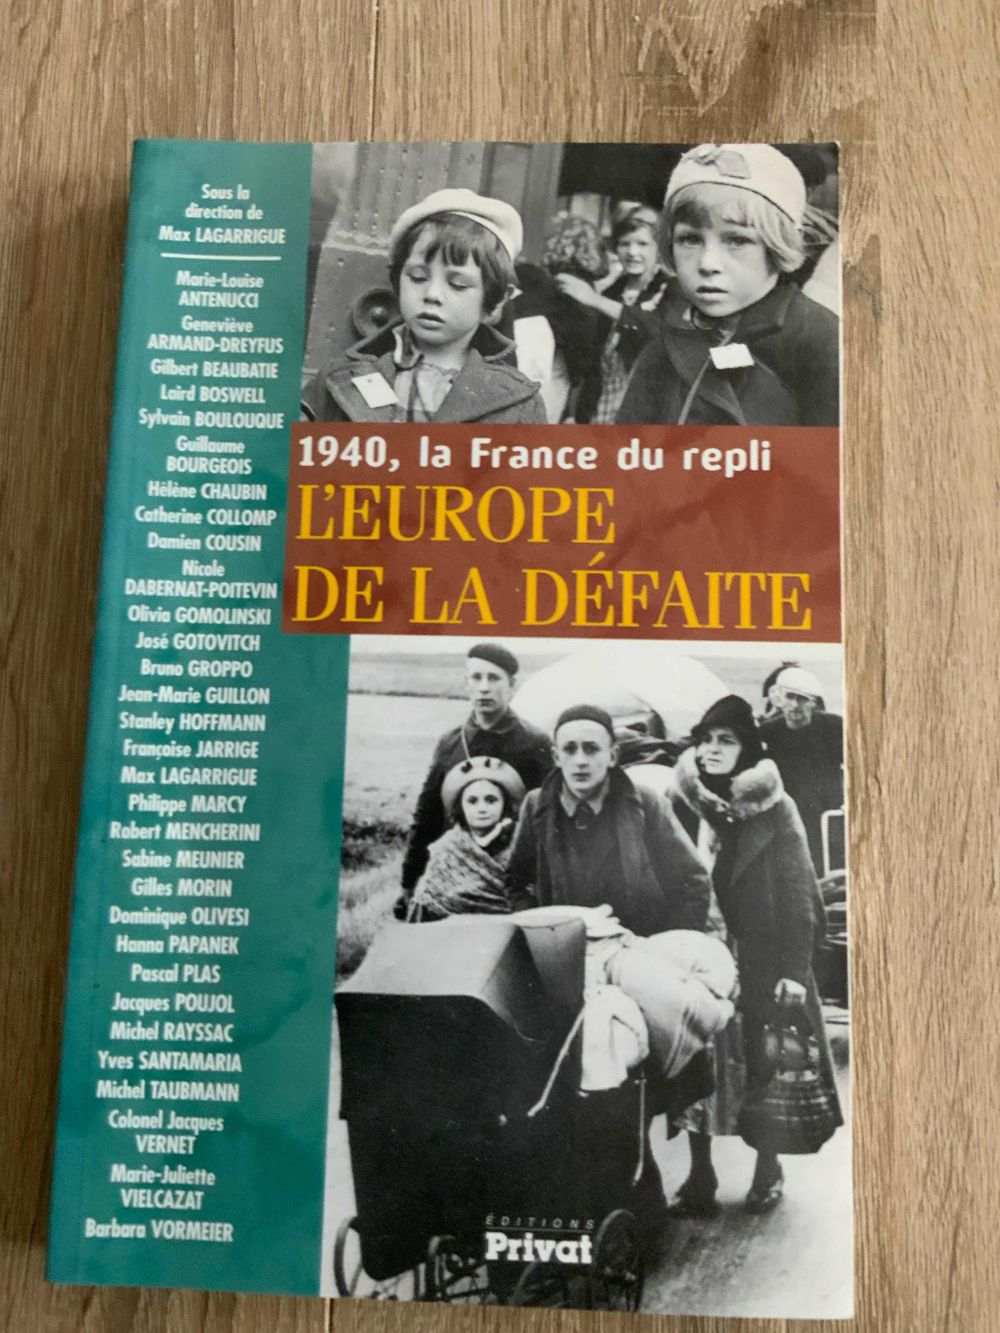 Sous la
direction de
Max LAGARRIGUE
Marie-Louise
ANTENUCCI
Geneviève
ARMAND-DREYFUS
Gilbert BEAUBATIE
Laird BOSWELL
Sylvain BOULOUQUE
Guillaume
BOURGEOIS
Hélène CHAUBIN
Catherine COLLOMP
Damien COUSIN
Nicole
DABERNAT-POITEVIN
Olivia GOMOLINSKI
José GOTOVITCH
Bruno GROPPO
Jean-Marie GUILLON
Stanley HOFFMANN
Françoise JARRIGE
Max LAGARRIGUE
Philippe MARCY
Robert MENCHERINI
Sabine MEUNIER
Gilles MORIN
Dominique OLIVESI
Hanna PAPANEK
Pascal PLAS
Jacques POUJOL
Michel RAYSSAC
Yves SANTAMARIA
Michel TAUBMANN
Colonel Jacques
VERNET
Marie-Juliette
VIELCAZAT
Barbara VORMEIER
1940, la France du repli
L'EUROPE
DE LA DÉFAITE
ÉDITIONS
Privat